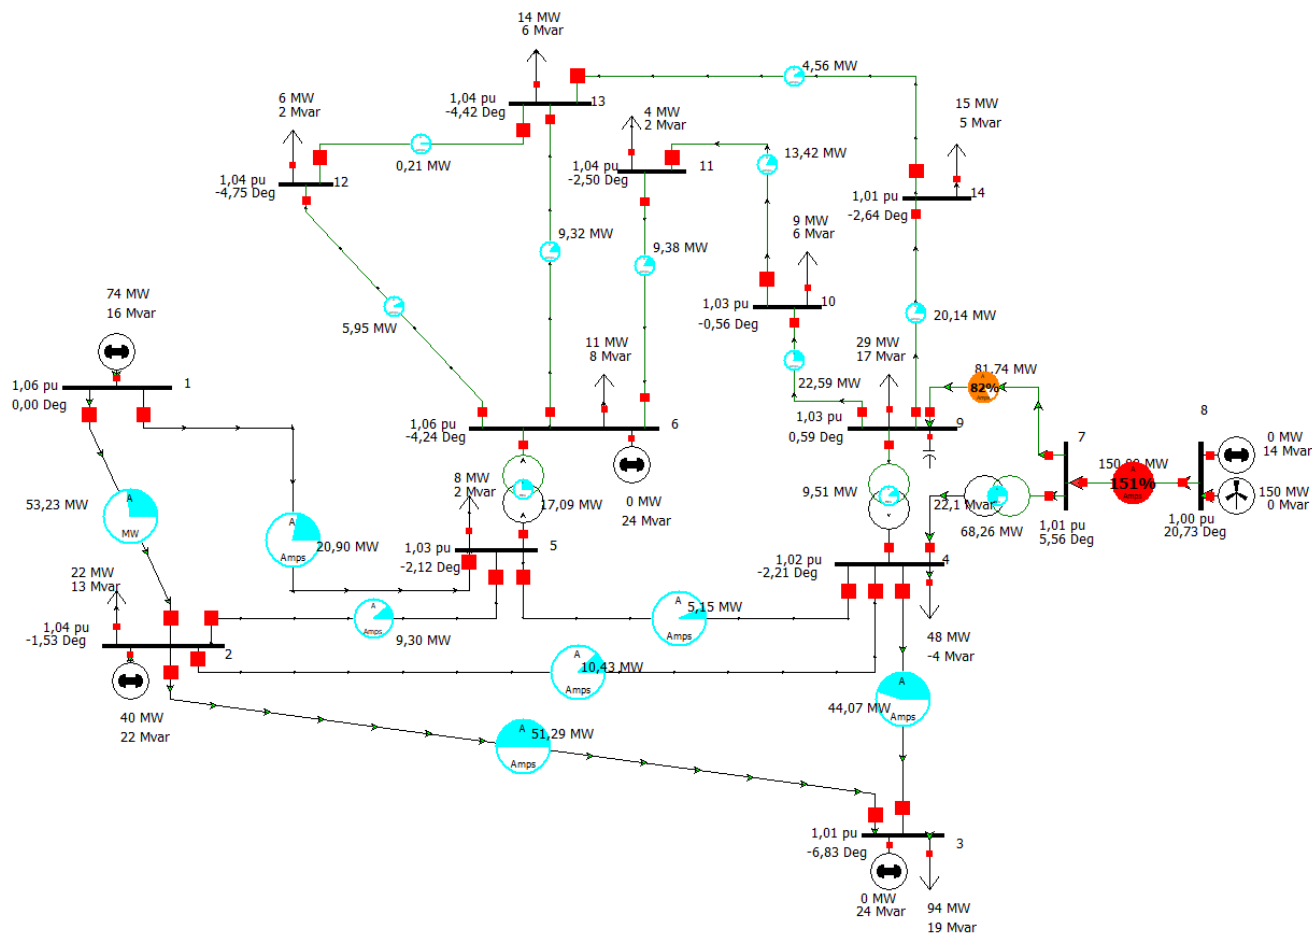 14 MW
6 Mvar
4,56 MW
1,04 pu
-4,42 Deg
13
6 MW
2 Mvar
0,21 MW
1,04 pu
-4,75 Deg
12
4 MW
2 Mvar
1,04 pu
-2,50 Deg
11
13,42 MW
15 MW
5 Mvar
1,01 pu
-2,64 Deg
14
9,32 MW
9,38 MW
9 MW
6 Mvar
1,03 pu
-0,56 Deg
10
5,95 MW
20,14 MW
74 MW
16 Mvar
1,06 pu
0,00 Deg
1
11 MW
8 Mvar
22,59 MW
29 MW
17 Mvar
81,74 MW
A
82%
Amps
1,06 pu
-4,24 Deg
6
0 MW
24 Mvar
1,03 pu
0,59 Deg
9
7
8
0 MW
14 Mvar
150 MW
0 Mvar
A
151%
Amps
1,01 pu
5,56 Deg
1,00 pu
20,73 Deg
53,23 MW
A
MW
A
Amps
20,90 MW
8 MW
2 Mvar
17,09 MW
9,51 MW
22,1 Mvar
68,26 MW
1,03 pu
-2,12 Deg
5
1,02 pu
-2,21 Deg
4
22 MW
13 Mvar
1,04 pu
-1,53 Deg
2
A
Amps
9,30 MW
A
5,15 MW
Amps
48 MW
-4 Mvar
A
10,43 MW
Amps
40 MW
22 Mvar
A
44,07 MW
Amps
A
51,29 MW
Amps
1,01 pu
-6,83 Deg
3
0 MW
24 Mvar
94 MW
19 Mvar